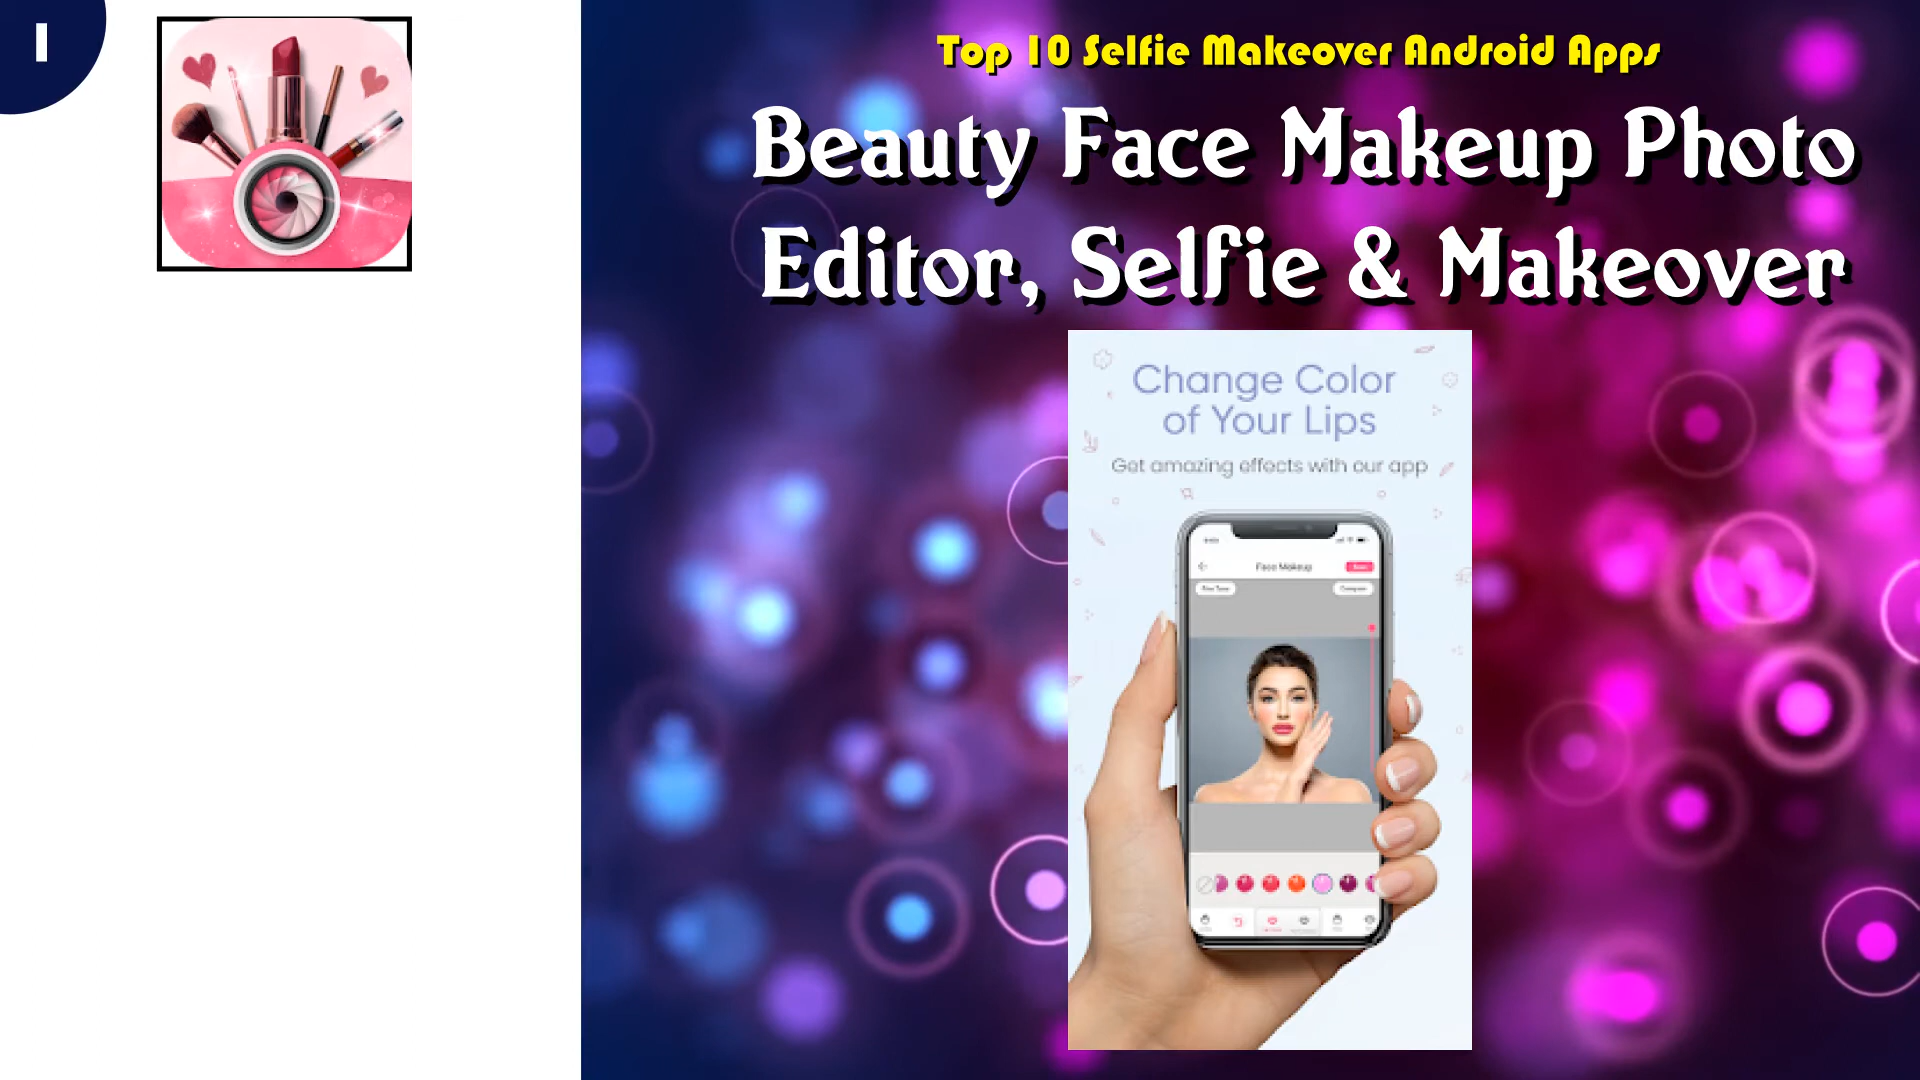 1
Top 10 Selfie Makeover Android Apps
Beauty Face Makeup Photo
Editor, Selfie & Makeover
Change Color
of Your Lips
Get amazing effects with our app
Face Makeup
Compare